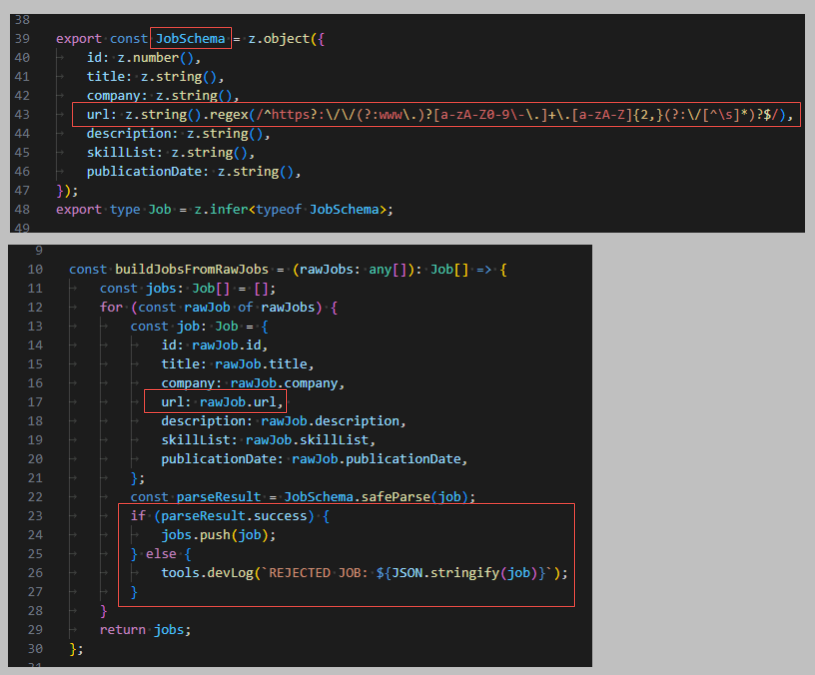 38
39 export const JobSchema = z.object({
40 id: z.number(),
41 title: z.string(),
42 company: z.string(),
43 url: z.string().regex(/^https?:\/\/(?:www\.)?[a-zA-Z0-9\-\.]+\.[a-zA-Z]{2,}(?:\/[^\s]*)?$/),
44 description: z.string(),
45 skillList: z.string(),
46 publicationDate: z.string(),
47 });
48 export type Job = z.infer<typeof JobSchema>;
49
9
10 const buildJobsFromRawJobs = (rawJobs: any[]): Job[] => {
11 const jobs: Job[] = [];
12 for (const rawJob of rawJobs) {
13 const job: Job = {
14 id: rawJob.id,
15 title: rawJob.title,
16 company: rawJob.company,
17 url: rawJob.url,
18 description: rawJob.description,
19 skillList: rawJob.skillList,
20 publicationDate: rawJob.publicationDate,
21 };
22 const parseResult = JobSchema.safeParse(job);
23 if (parseResult.success) {
24 jobs.push(job);
25 } else {
26 tools.devLog(`REJECTED JOB: ${JSON.stringify(job)}`);
27 }
28 }
29 return jobs;
30 };
31